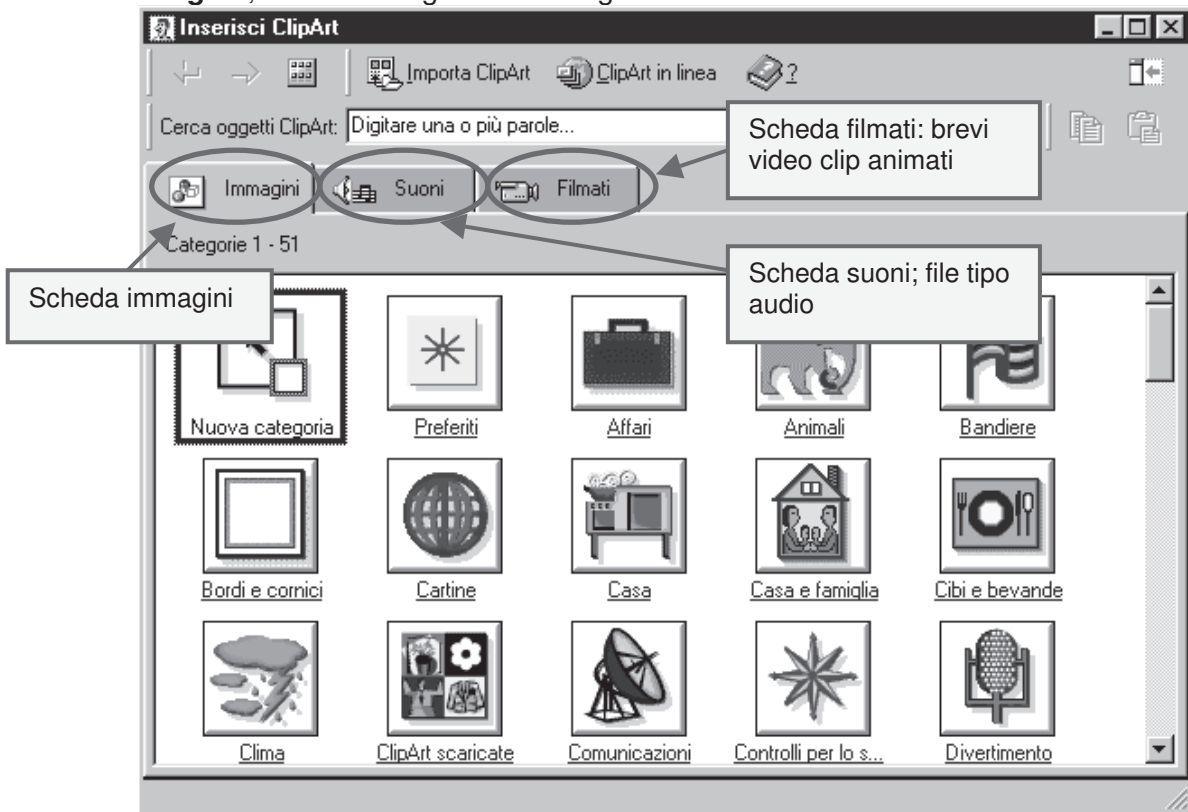 Inserisci ClipArt
Importa ClipArt ClipArt in linea ?
Cerca oggetti ClipArt: Digitare una o più parole...
Scheda filmati: brevi
video clip animati
Immagini Suoni Filmati
Categorie 1 - 51
Scheda immagini
Scheda suoni; file tipo
audio
Nuova categoria Preferiti Affari Animali Bandiere
Bordi e cornici Cartine Casa Casa e famiglia Cibi e bevande
Clima ClipArt scaricate Comunicazioni Controlli per lo s... Divertimento